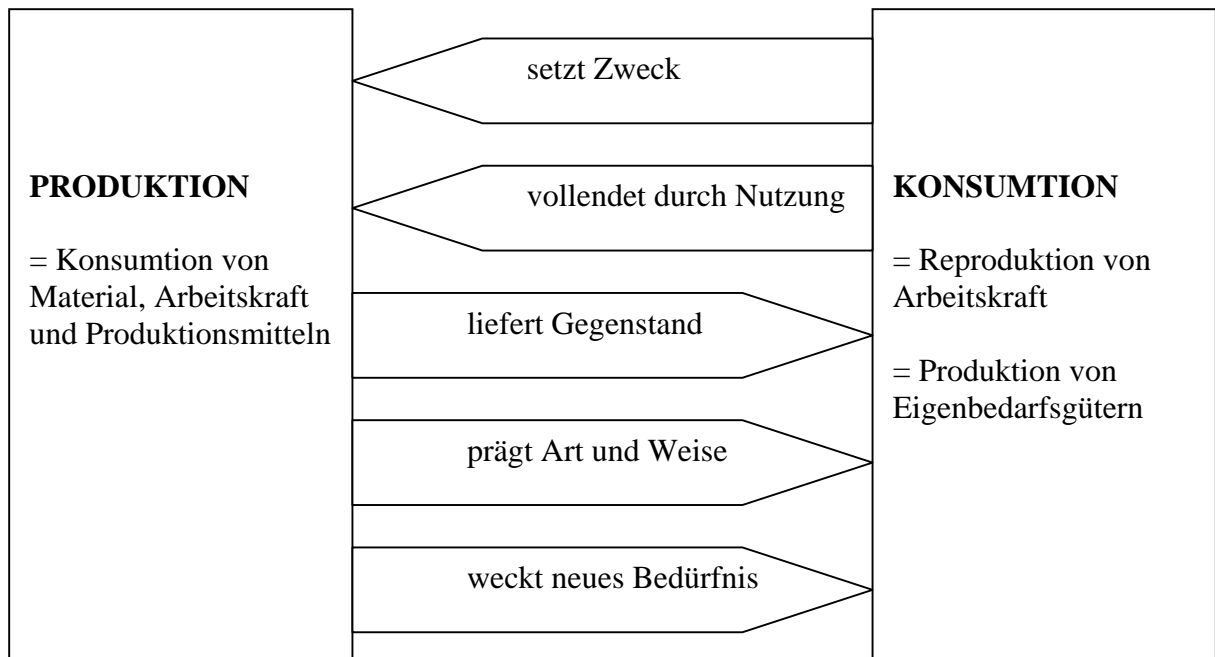 PRODUKTION
= Konsumtion von
Material, Arbeitskraft
und Produktionsmitteln
setzt Zweck
vollendet durch Nutzung
liefert Gegenstand
prägt Art und Weise
weckt neues Bedürfnis
KONSUMTION
= Reproduktion von
Arbeitskraft
= Produktion von
Eigenbedarfsgütern